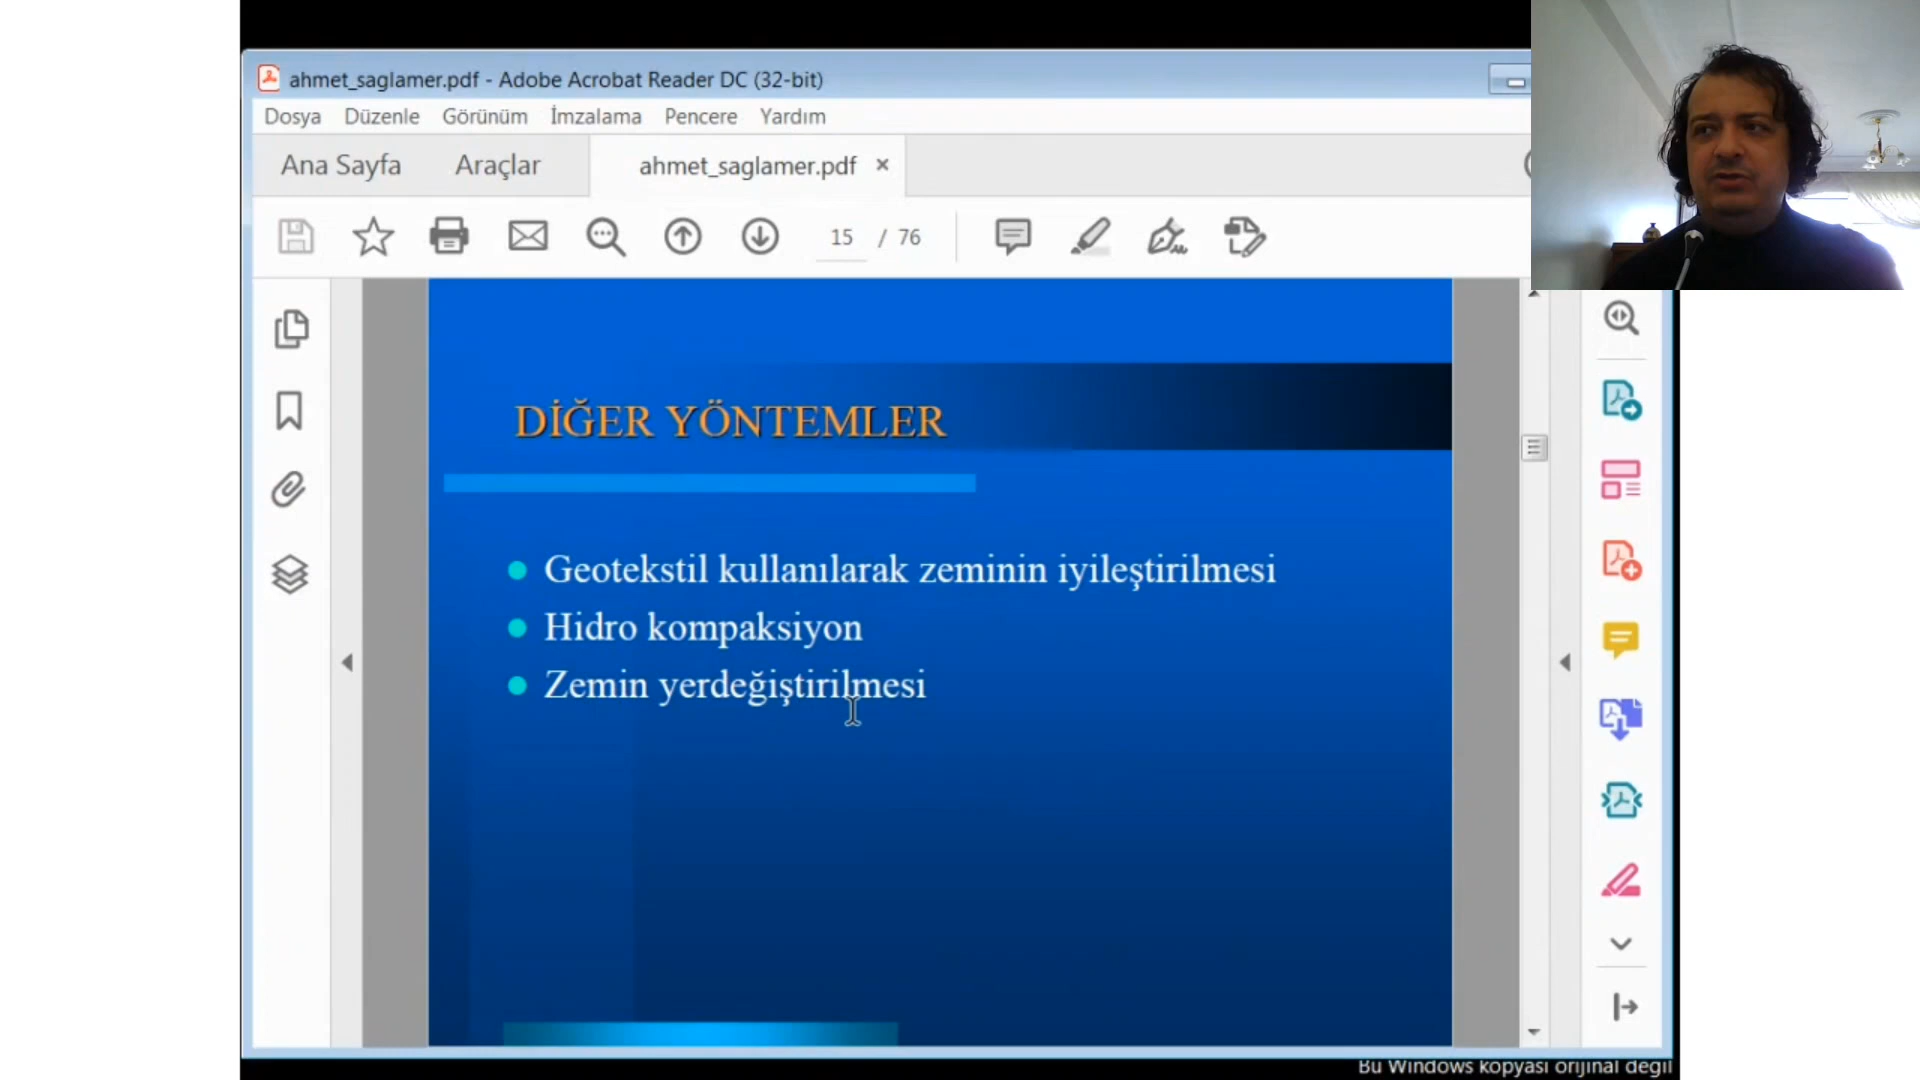 ahmet_saglamer.pdf - Adobe Acrobat Reader DC (32-bit)
Dosya Düzenle Görünüm İmzalama Pencere Yardım
Ana Sayfa Araçlar ahmet_saglamer.pdf ×
15 / 76
DİĞER YÖNTEMLER
Geotekstil kullanılarak zeminin iyileştirilmesi
Hidro kompaksiyon
Zemin yerdeğiştirilmesi
Bu Windows kopyası orijinal değil